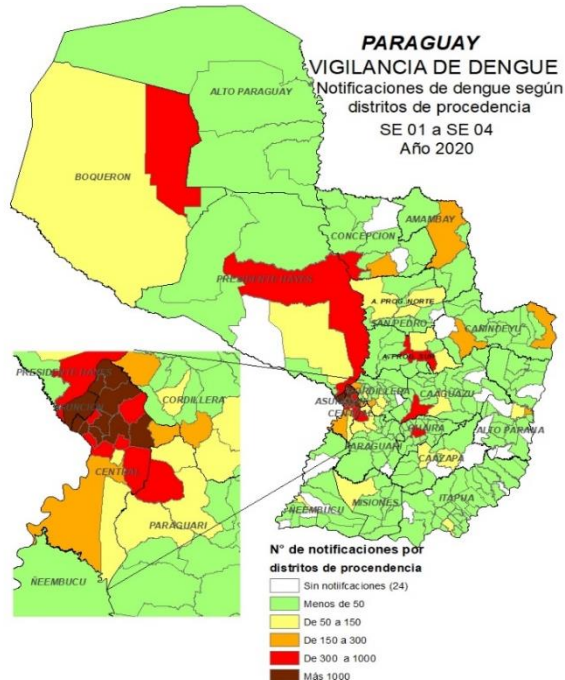 PARAGUAY
VIGILANCIA DE DENGUE
Notificaciones de dengue según
distritos de procedencia
SE 01 a SE 04
Año 2020
ALTO PARAGUAY
BOQUERON
CONCEPCION
AMAMBAY
PRESIDENTE HAYES
A. PROG. NORTE
SAN PEDRO
CANINDEYU
CORDILLERA
ASUNCION
CENTRAL
CAAGUAZU
ALTO PARANA
GUAIRA
PARAGUARI
CAAZAPA
MISIONES
ITAPUA
ÑEEMBUCU
PRESIDENTE HAYES
ASUNCION
CORDILLERA
CENTRAL
PARAGUARI
ÑEEMBUCU
N° de notificaciones por
distritos de procendencia
Sin notiifcaciones (24)
Menos de 50
De 50 a 150
De 150 a 300
De 300 a 1000
Más 1000